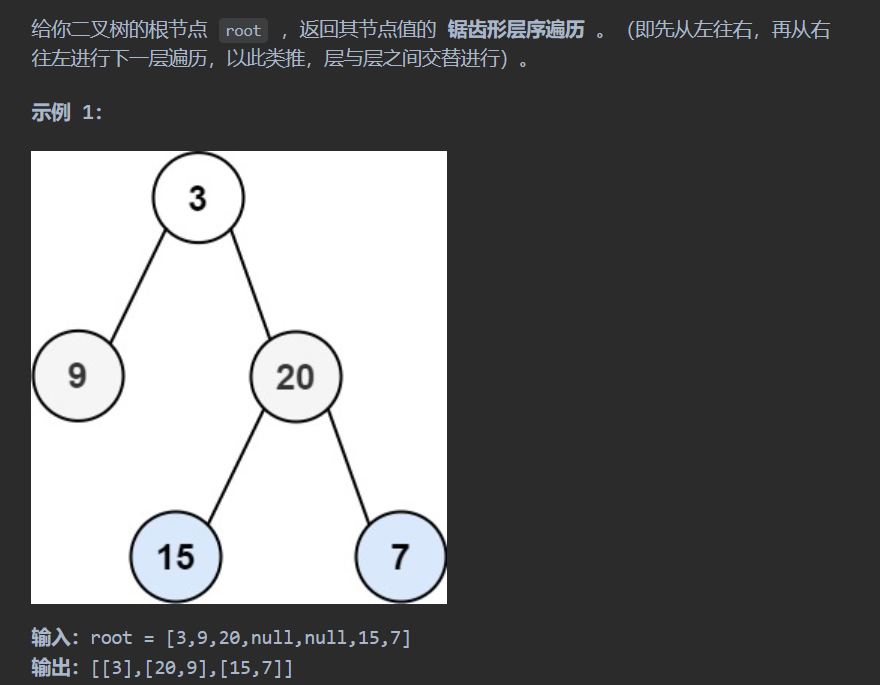 给你二叉树的根节点 root ，返回其节点值的 锯齿形层序遍历 。（即先从左往右，再从右
往左进行下一层遍历，以此类推，层与层之间交替进行）。
示例 1：
3
9
20
15
7
输入：root = [3,9,20,null,null,15,7]
输出：[[3],[20,9],[15,7]]